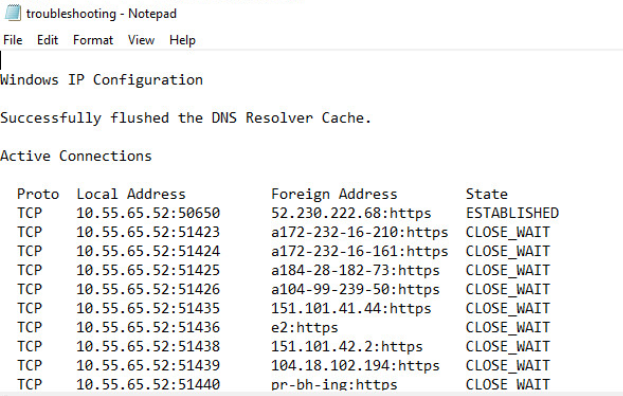 troubleshooting - Notepad
File Edit Format View Help
Windows IP Configuration
Successfully flushed the DNS Resolver Cache.
Active Connections
Proto Local Address Foreign Address State
TCP 10.55.65.52:50650 52.230.222.68:https ESTABLISHED
TCP 10.55.65.52:51423 a172-232-16-210:https CLOSE_WAIT
TCP 10.55.65.52:51424 a172-232-16-161:https CLOSE_WAIT
TCP 10.55.65.52:51425 a184-28-182-73:https CLOSE_WAIT
TCP 10.55.65.52:51426 a104-99-239-50:https CLOSE_WAIT
TCP 10.55.65.52:51435 151.101.41.44:https CLOSE_WAIT
TCP 10.55.65.52:51436 e2:https CLOSE_WAIT
TCP 10.55.65.52:51438 151.101.42.2:https CLOSE_WAIT
TCP 10.55.65.52:51439 104.18.102.194:https CLOSE_WAIT
TCP 10.55.65.52:51440 pr-bh-ing:https CLOSE_WAIT